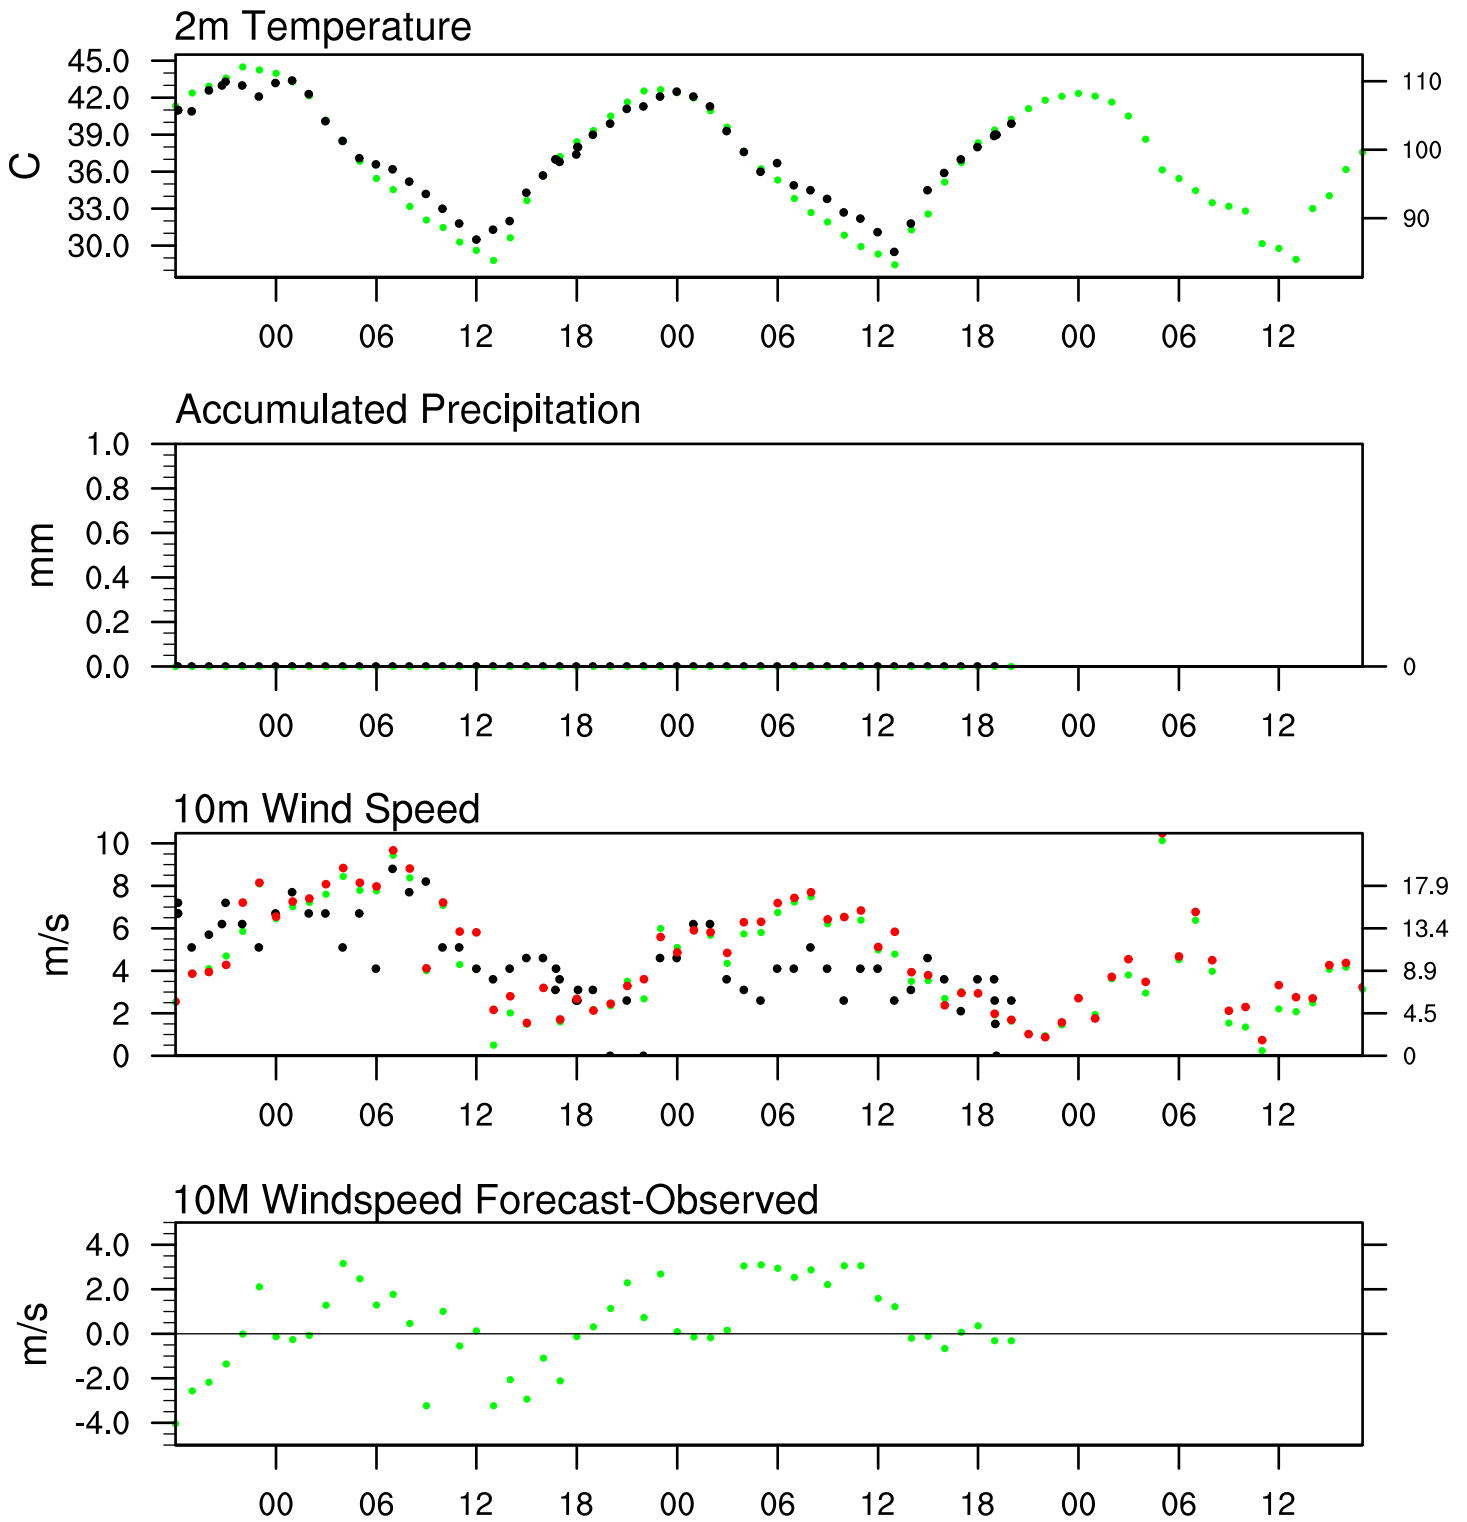 2m Temperature
45.0
42.0
39.0
36.0
33.0
30.0
C
110
100
90
00 06 12 18 00 06 12 18 00 06 12
Accumulated Precipitation
1.0
0.8
0.6
0.4
0.2
0.0
mm
0
00 06 12 18 00 06 12 18 00 06 12
10m Wind Speed
10
8
6
4
2
0
m/s
17.9
13.4
8.9
4.5
0
00 06 12 18 00 06 12 18 00 06 12
10M Windspeed Forecast-Observed
4.0
2.0
0.0
-2.0
-4.0
m/s
00 06 12 18 00 06 12 18 00 06 12